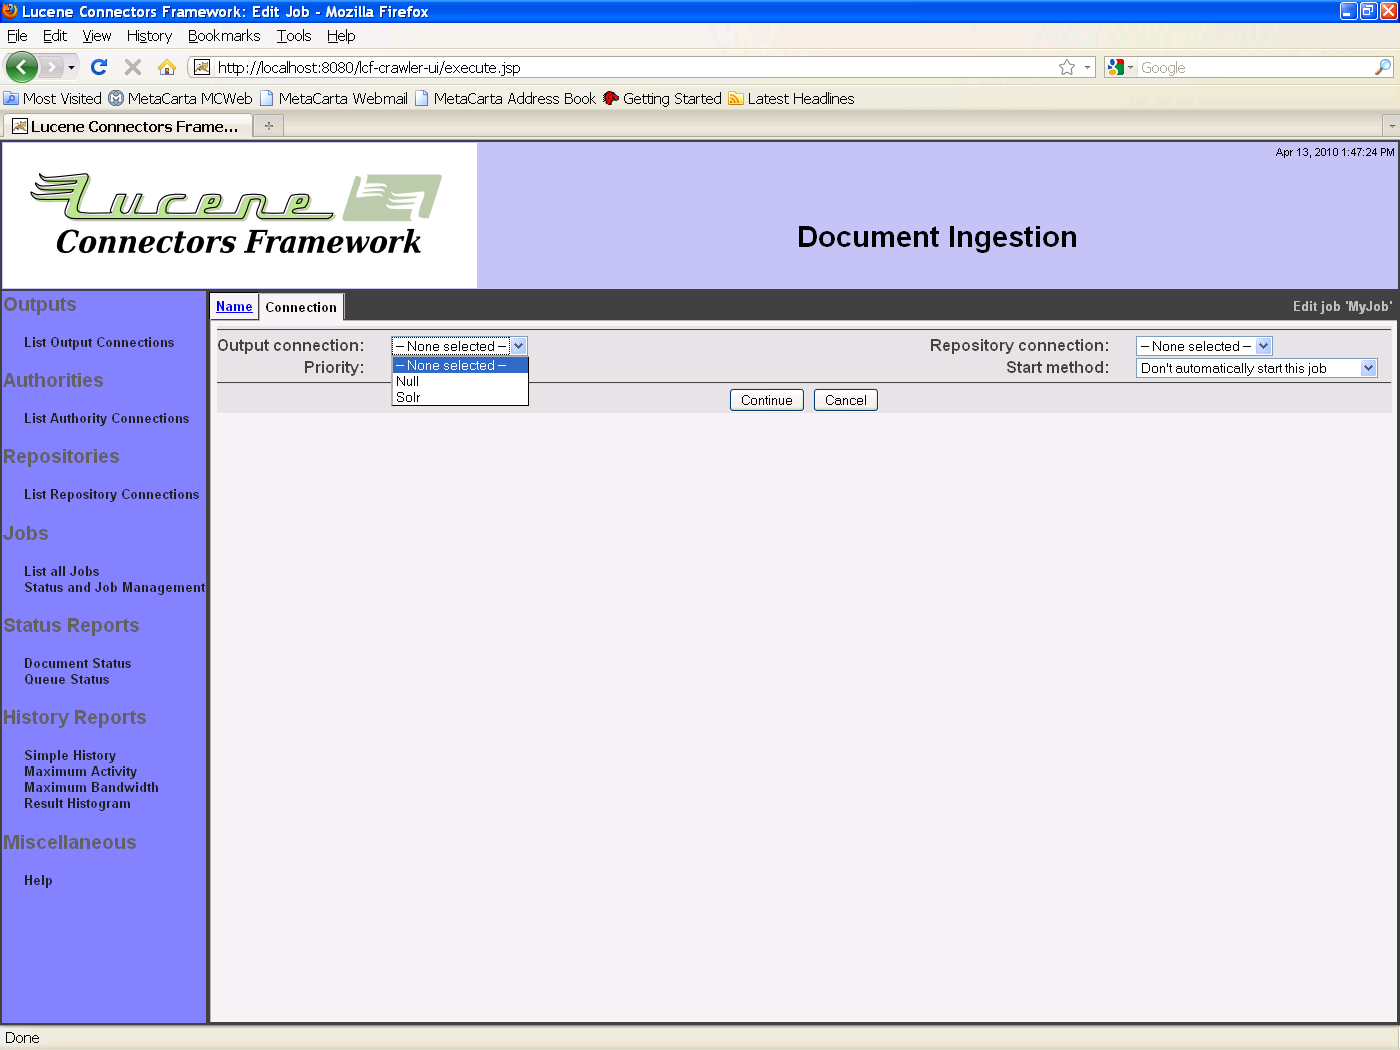 Lucene Connectors Framework: Edit Job - Mozilla Firefox
File Edit View History Bookmarks Tools Help
http://localhost:8080/lcf-crawler-ui/execute.jsp
Google
Most Visited MetaCarta MCWeb MetaCarta Webmail MetaCarta Address Book Getting Started Latest Headlines
Lucene Connectors Frame...
Apr 13, 2010 1:47:24 PM
Lucene
Connectors Framework
Document Ingestion
Outputs
List Output Connections
Authorities
List Authority Connections
Repositories
List Repository Connections
Jobs
List all Jobs
Status and Job Management
Status Reports
Document Status
Queue Status
History Reports
Simple History
Maximum Activity
Maximum Bandwidth
Result Histogram
Miscellaneous
Help
Name Connection Edit job 'MyJob'
Output connection: -- None selected -- Repository connection: -- None selected --
Priority: Start method: Don't automatically start this job
-- None selected --
Null
Solr
Continue Cancel
Done